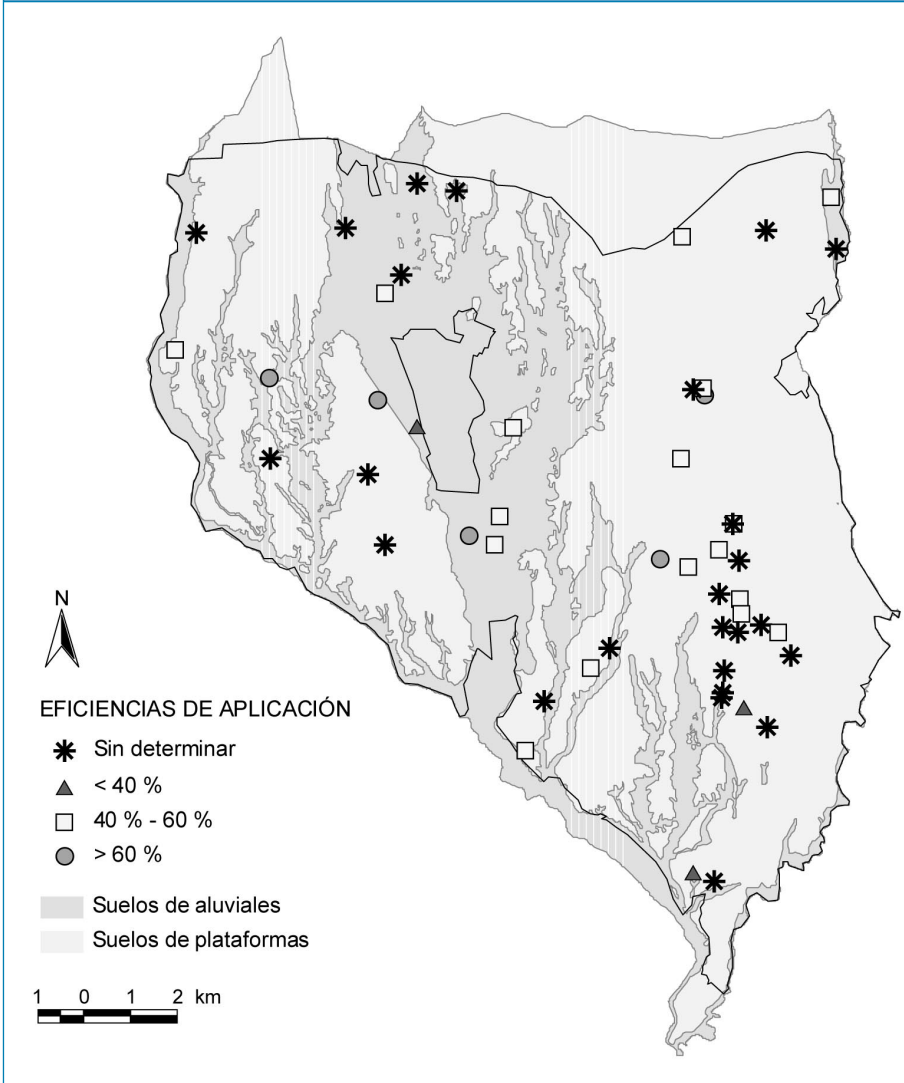 N
EFICIENCIAS DE APLICACIÓN
Sin determinar
< 40 %
40 % - 60 %
> 60 %
Suelos de aluviales
Suelos de plataformas
1 0 1 2 km